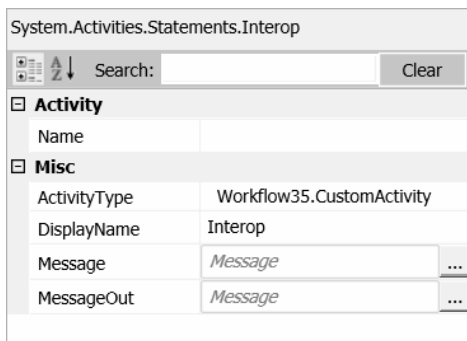 System.Activities.Statements.Interop
Search: Clear
Activity
Name
Misc
ActivityType Workflow35.CustomActivity
DisplayName Interop
Message Message ...
MessageOut Message ...